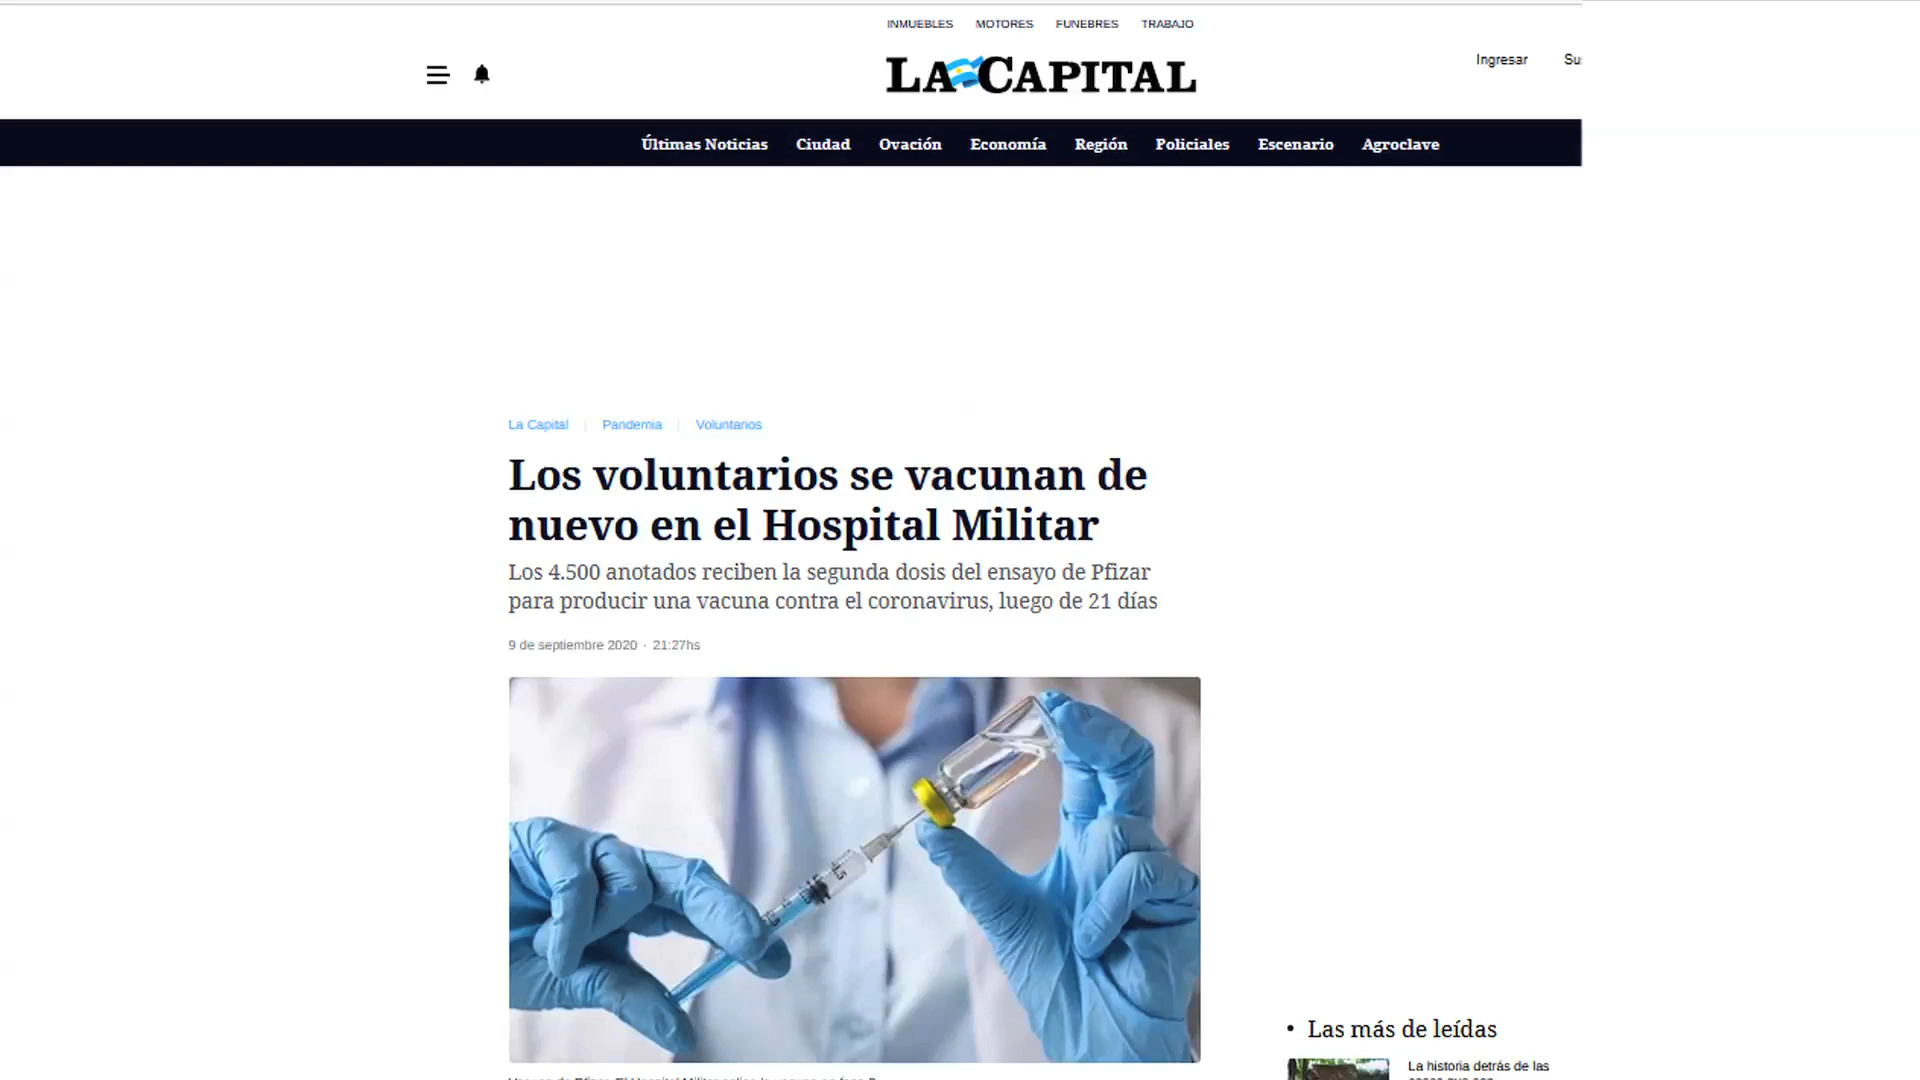 INMUEBLES MOTORES FUNEBRES TRABAJO
LA CAPITAL
Ingresar Su
Últimas Noticias Ciudad Ovación Economía Región Policiales Escenario Agroclave
La Capital Pandemia Voluntarios
Los voluntarios se vacunan de
nuevo en el Hospital Militar
Los 4.500 anotados reciben la segunda dosis del ensayo de Pfizar
para producir una vacuna contra el coronavirus, luego de 21 días
9 de septiembre 2020 · 21:27hs
• Las más de leídas
La historia detrás de las